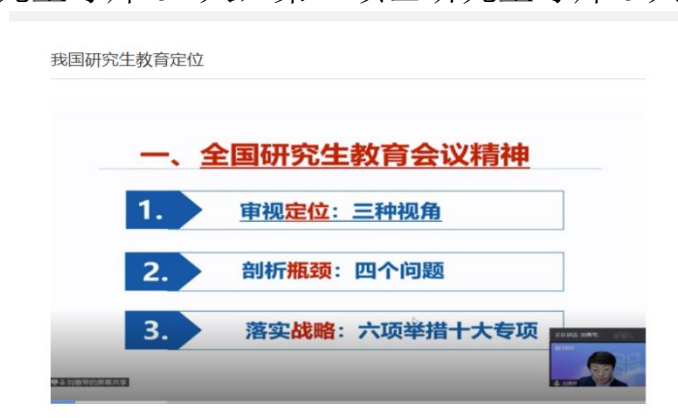 我国研究生教育定位
一、全国研究生教育会议精神
1. 审视定位：三种视角
2. 剖析瓶颈：四个问题
3. 落实战略：六项举措十大专项